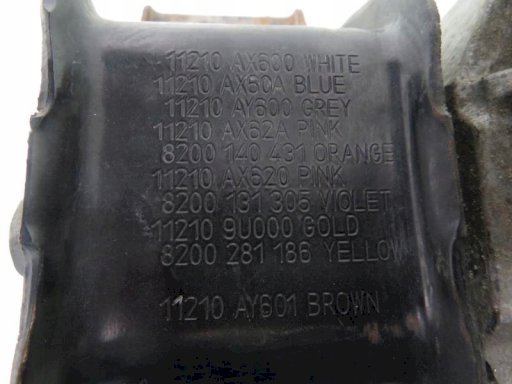 11210 AX600 WHITE
11210 AX50A BLUE
11210 AY600 GREY
11210 AX62A PINK
8200 140 431 ORANGE
11210 AX620 PINK
8200 131 305 VIOLET
11210 9U000 GOLD
8200 281 186 YELLOW
11210 AY601 BROWN